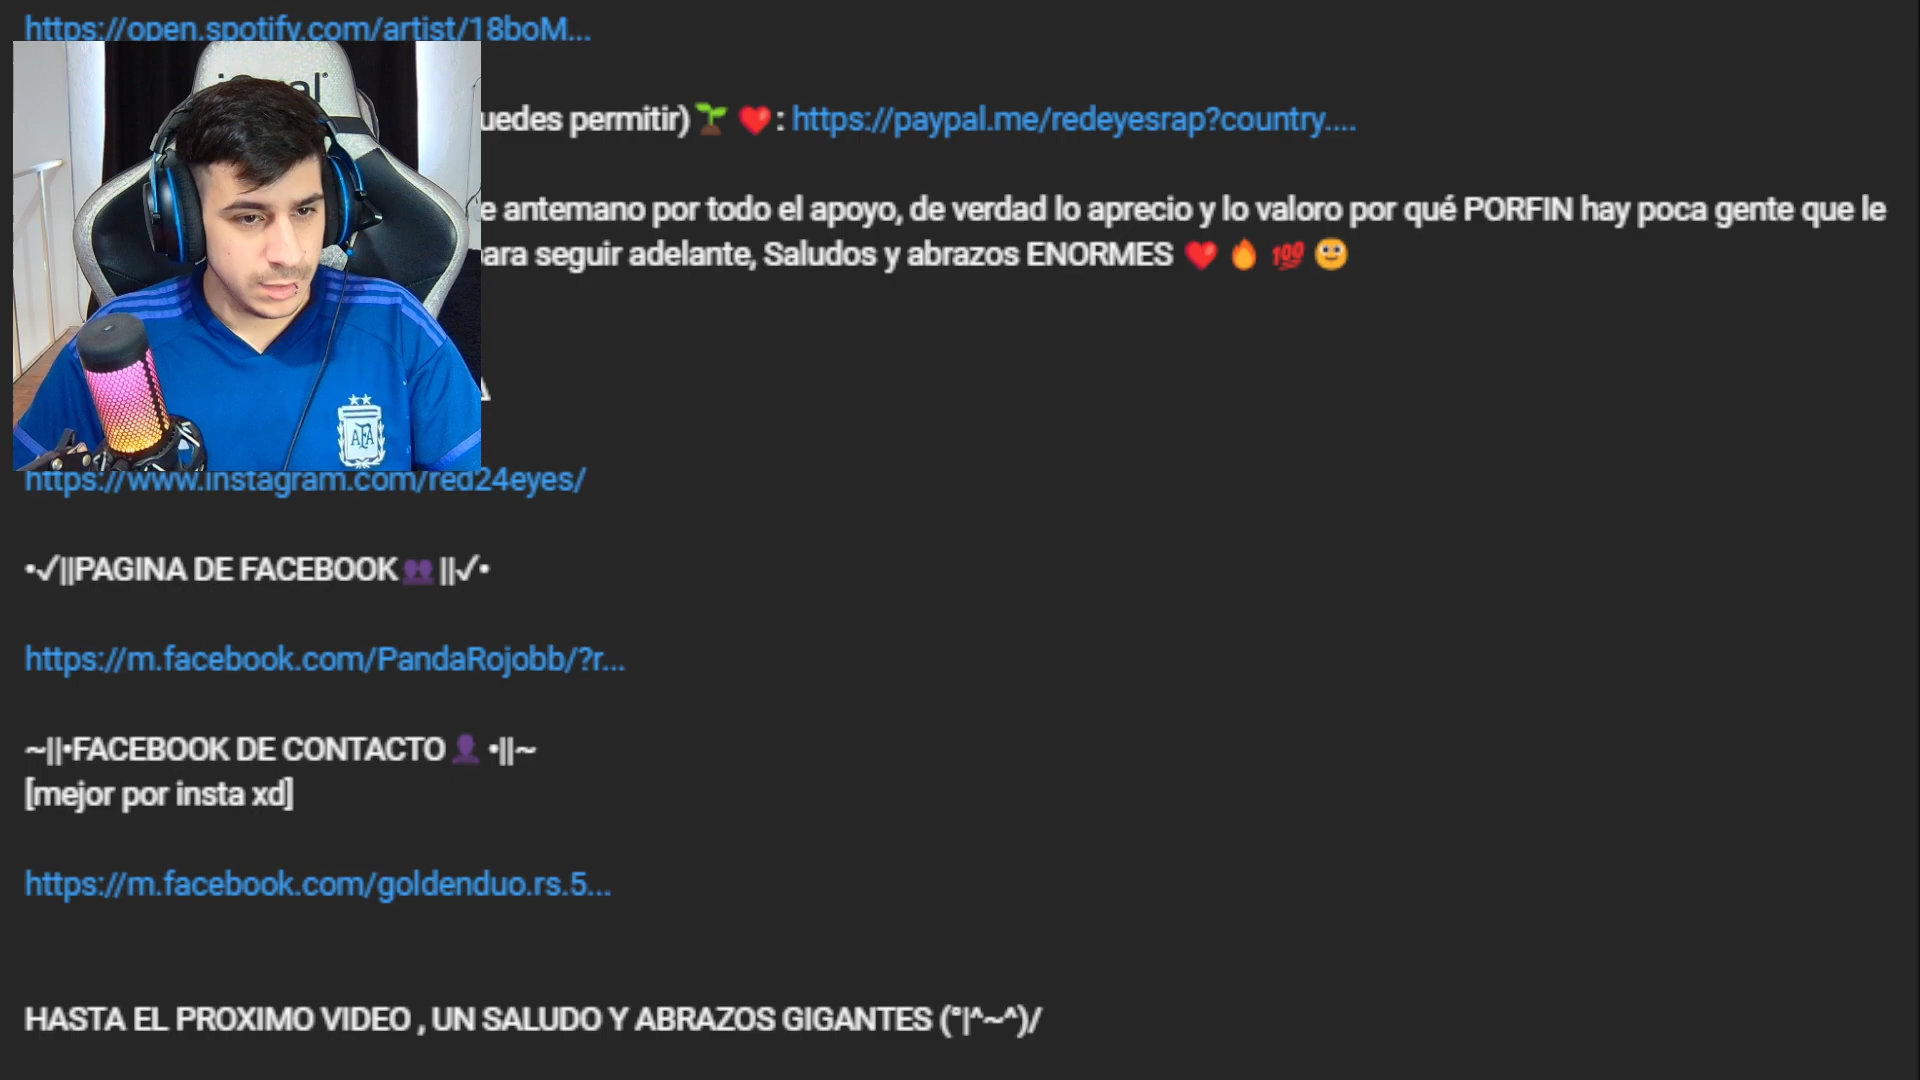 https://open.spotify.com/artist/18boM...
uedes permitir)🌱❤️: https://paypal.me/redeyesrap?country....
e antemano por todo el apoyo, de verdad lo aprecio y lo valoro por qué PORFIN hay poca gente que le
para seguir adelante, Saludos y abrazos ENORMES ❤️🔥💯🙂
AFA
https://www.instagram.com/red24eyes/
•✓||PAGINA DE FACEBOOK👥||✓•
https://m.facebook.com/PandaRojobb/?r...
~||•FACEBOOK DE CONTACTO👤•||~
[mejor por insta xd]
https://m.facebook.com/goldenduo.rs.5...
HASTA EL PROXIMO VIDEO , UN SALUDO Y ABRAZOS GIGANTES (°|^~^)/